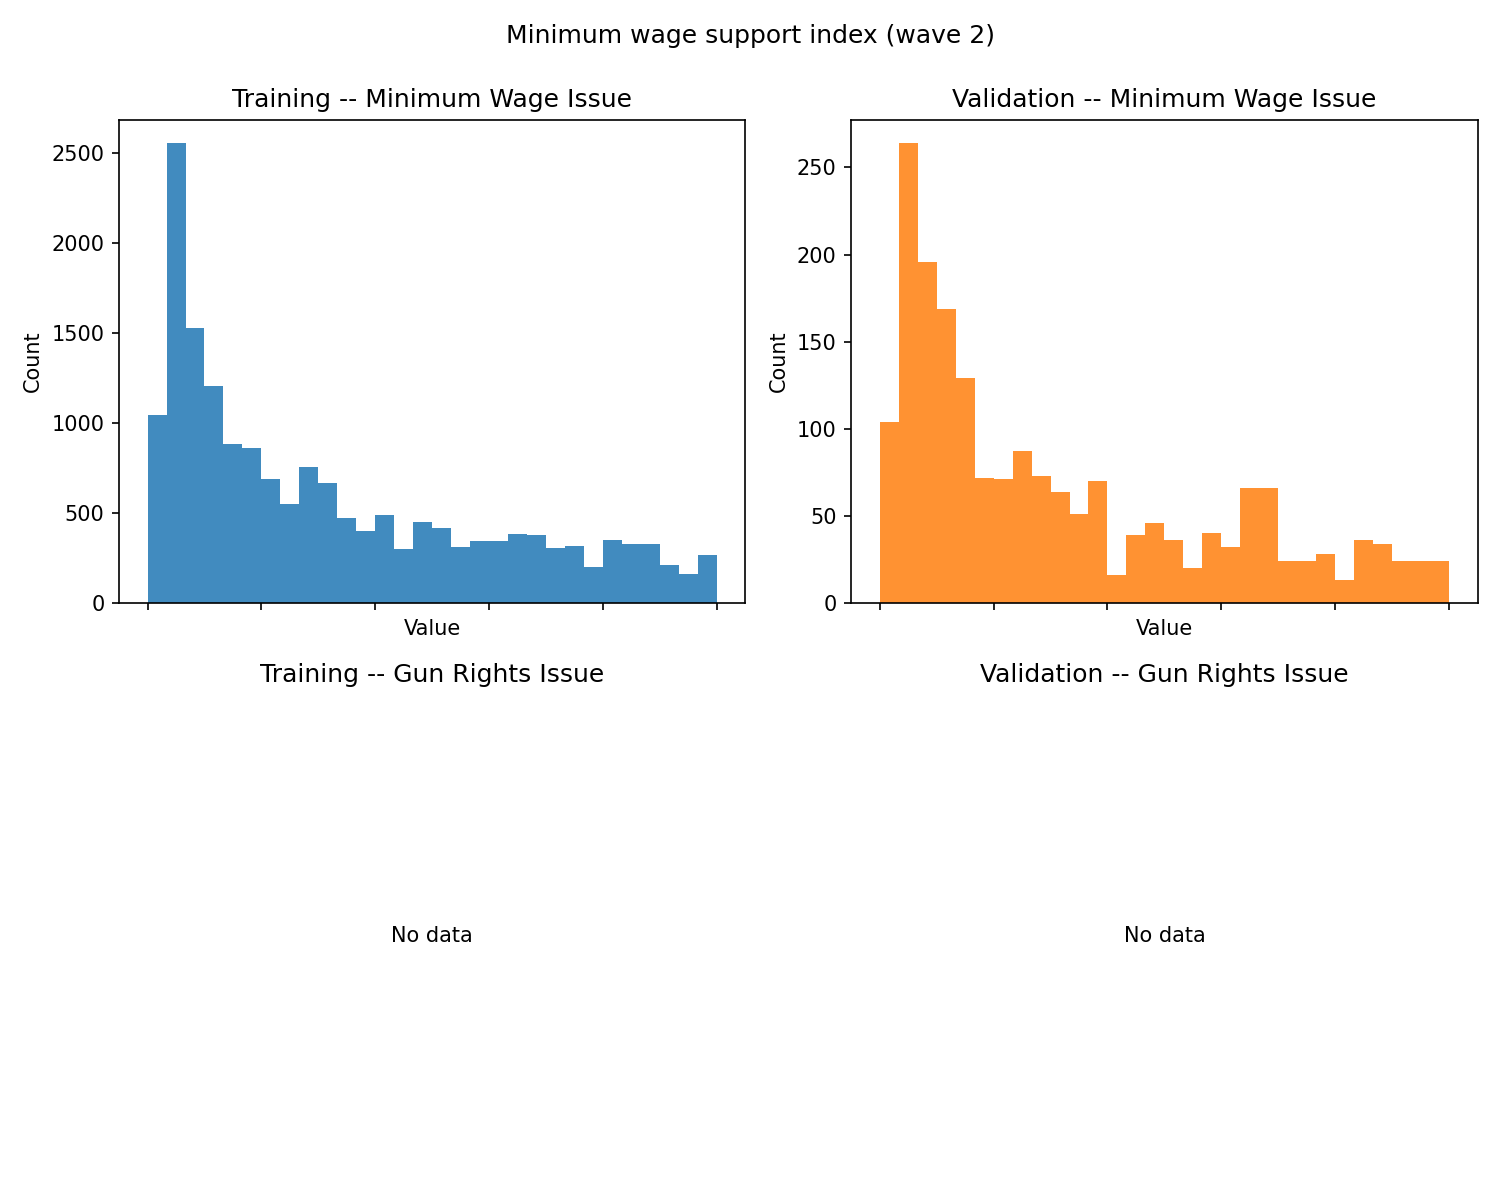 Minimum wage support index (wave 2)
Training -- Minimum Wage Issue
Validation -- Minimum Wage Issue
2500
2000
1500
1000
500
0
Count
Value
250
200
150
100
50
0
Count
Value
Training -- Gun Rights Issue
Validation -- Gun Rights Issue
No data
No data